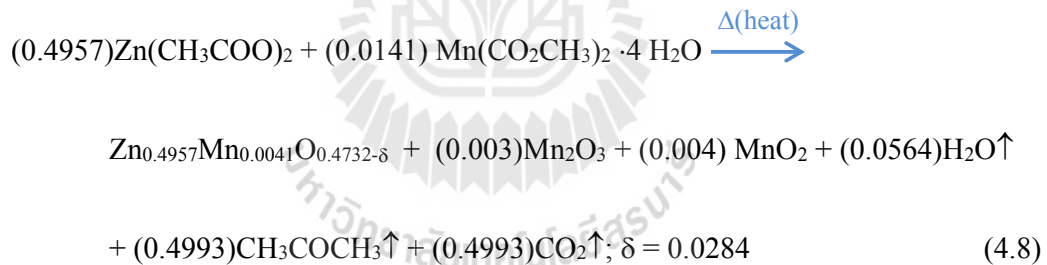 Δ(heat)
(0.4957)Zn(CH₃COO)₂ + (0.0141) Mn(CO₂CH₃)₂ ·4 H₂O ⟶
Zn₀.₄₉₅₇Mn₀.₀₀₄₁O₀.₄₇₃₂₋δ + (0.003)Mn₂O₃ + (0.004) MnO₂ + (0.0564)H₂O↑
+ (0.4993)CH₃COCH₃↑ + (0.4993)CO₂↑; δ = 0.0284 (4.8)